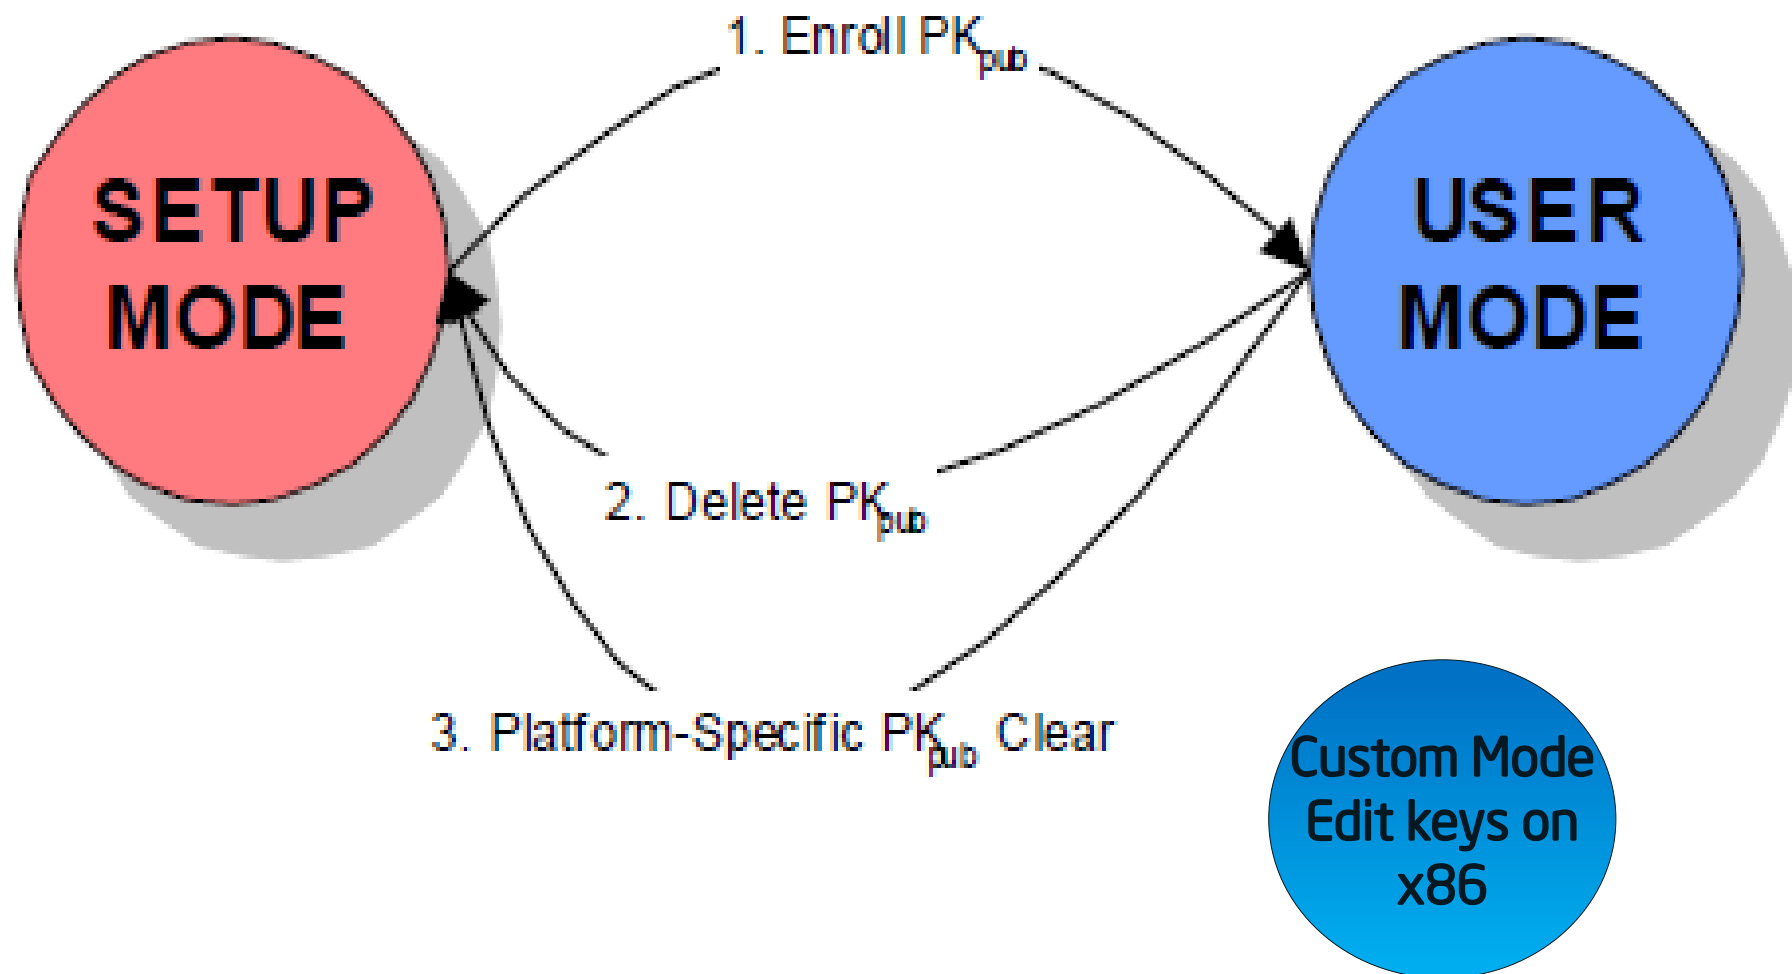 1. Enroll PKpub
SETUP
MODE
USER
MODE
2. Delete PKpub
3. Platform-Specific PKpub Clear
Custom Mode
Edit keys on
x86